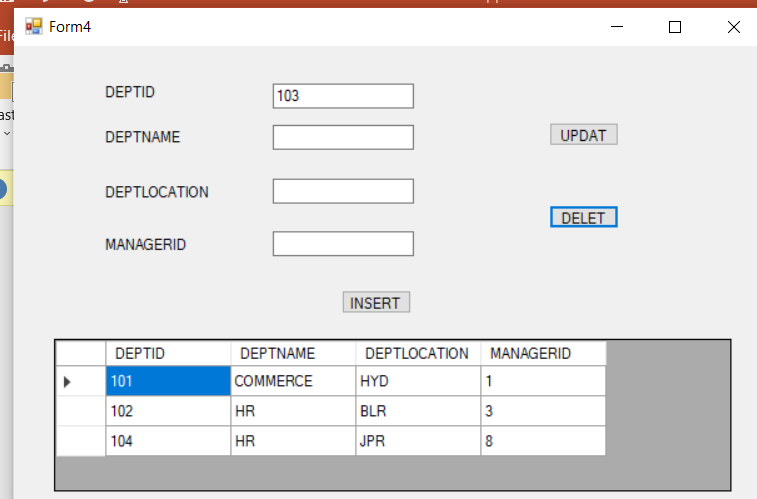 Form4
File
DEPTID 103
DEPTNAME UPDAT
DEPTLOCATION DELET
MANAGERID
INSERT
DEPTID DEPTNAME DEPTLOCATION MANAGERID
101 COMMERCE HYD 1
102 HR BLR 3
104 HR JPR 8